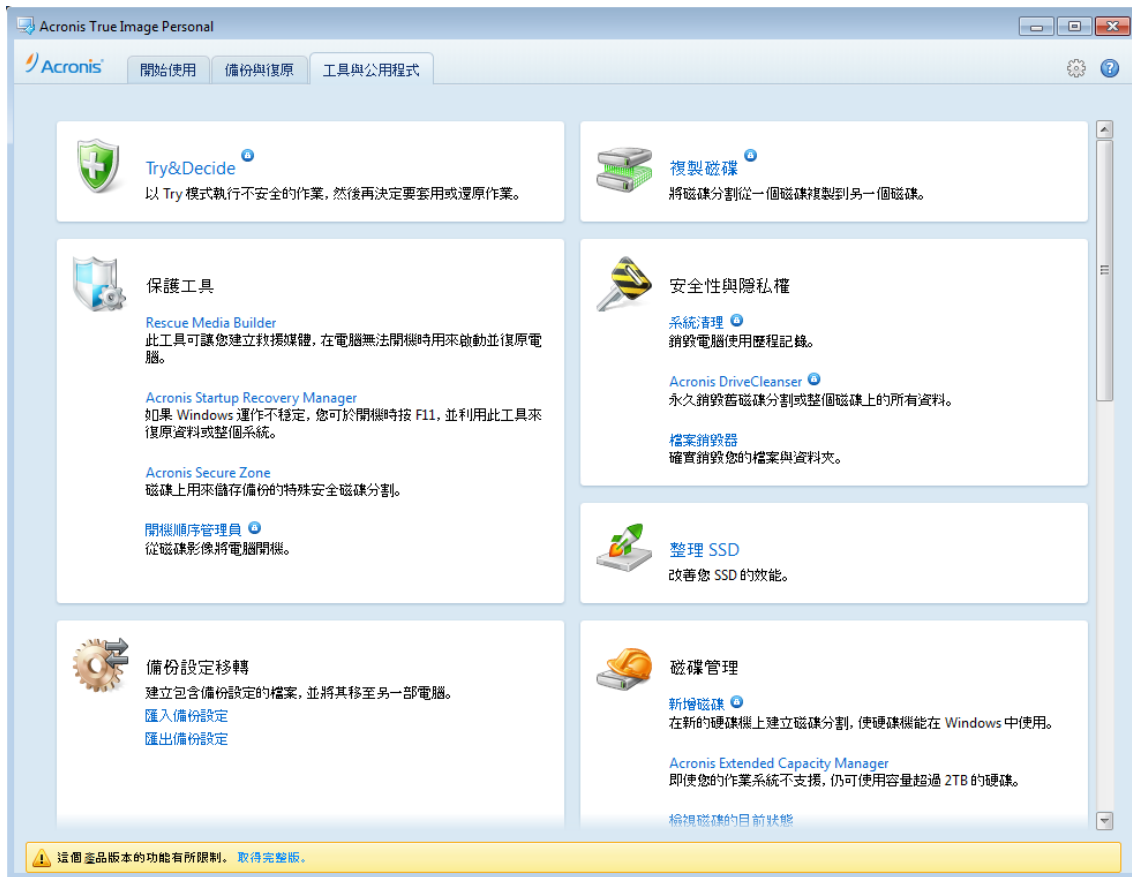 Acronis True Image Personal
Acronis
開始使用
備份與復原
工具與公用程式
Try&Decide
以 Try 模式執行不安全的作業，然後再決定要套用或還原作業。
複製磁碟
將磁碟分割從一個磁碟複製到另一個磁碟。
保護工具
Rescue Media Builder
此工具可讓您建立救援媒體，在電腦無法開機時用來啟動並復原電
腦。
Acronis Startup Recovery Manager
如果 Windows 運作不穩定，您可於開機時按 F11，並利用此工具來
復原資料或整個系統。
Acronis Secure Zone
磁碟上用來儲存備份的特殊安全磁碟分割。
開機順序管理員
從磁碟影像將電腦開機。
安全性與隱私權
系統清理
銷毀電腦使用歷程記錄。
Acronis DriveCleanser
永久銷毀舊磁碟分割或整個磁碟上的所有資料。
檔案銷毀器
確實銷毀您的檔案與資料夾。
整理 SSD
改善您 SSD 的效能。
備份設定移轉
建立包含備份設定的檔案，並將其移至另一部電腦。
匯入備份設定
匯出備份設定
磁碟管理
新增磁碟
在新的硬碟機上建立磁碟分割，使硬碟機能在 Windows 中使用。
Acronis Extended Capacity Manager
即使您的作業系統不支援，仍可使用容量超過 2TB 的硬碟。
檢視磁碟的目前狀態
這個產品版本的功能有所限制。 取得完整版。